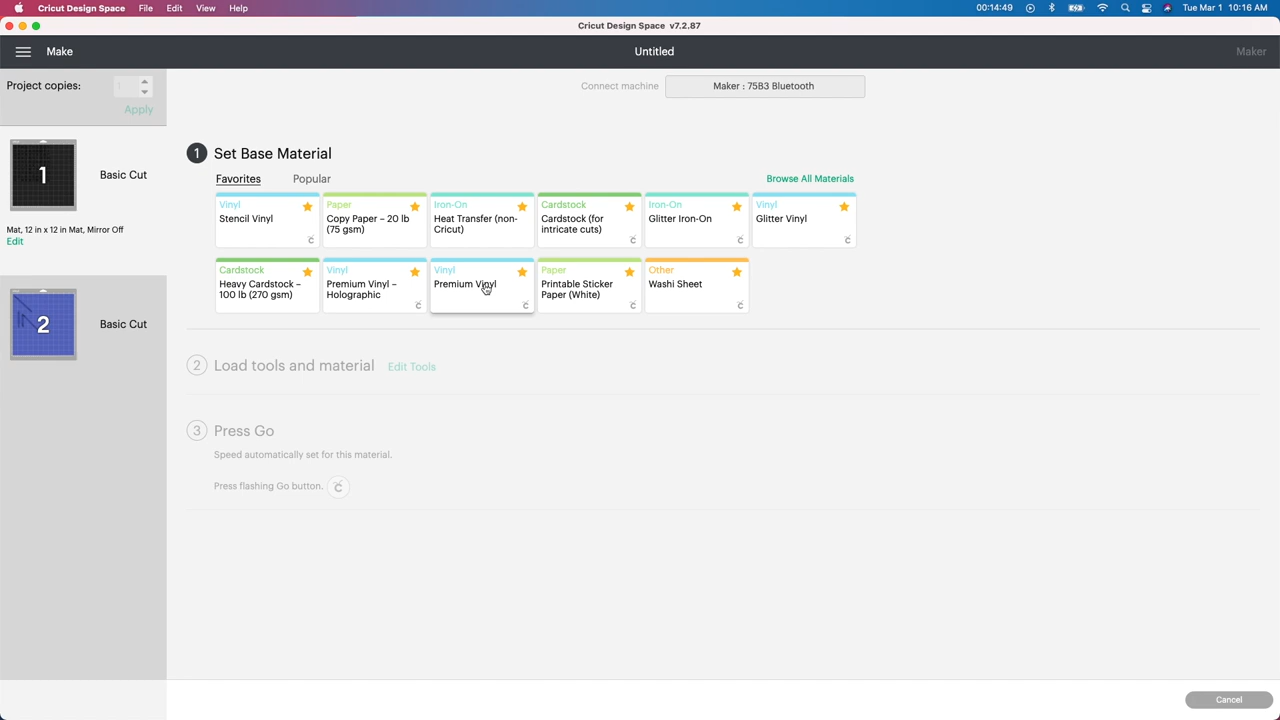 Cricut Design Space File Edit View Help 00:14:49 Tue Mar 1 10:16 AM
Cricut Design Space v7.2.87
Make Untitled Maker
Project copies: 1
Apply
Connect machine Maker : 75B3 Bluetooth
1 Basic Cut
Mat, 12 in x 12 in Mat, Mirror Off
Edit
2 Basic Cut
1 Set Base Material
Favorites Popular Browse All Materials
Vinyl
Stencil Vinyl
Paper
Copy Paper – 20 lb
(75 gsm)
Iron-On
Heat Transfer (non-
Cricut)
Cardstock
Cardstock (for
intricate cuts)
Iron-On
Glitter Iron-On
Vinyl
Glitter Vinyl
Cardstock
Heavy Cardstock –
100 lb (270 gsm)
Vinyl
Premium Vinyl –
Holographic
Vinyl
Premium Vinyl
Paper
Printable Sticker
Paper (White)
Other
Washi Sheet
2 Load tools and material Edit Tools
3 Press Go
Speed automatically set for this material.
Press flashing Go button.
Cancel